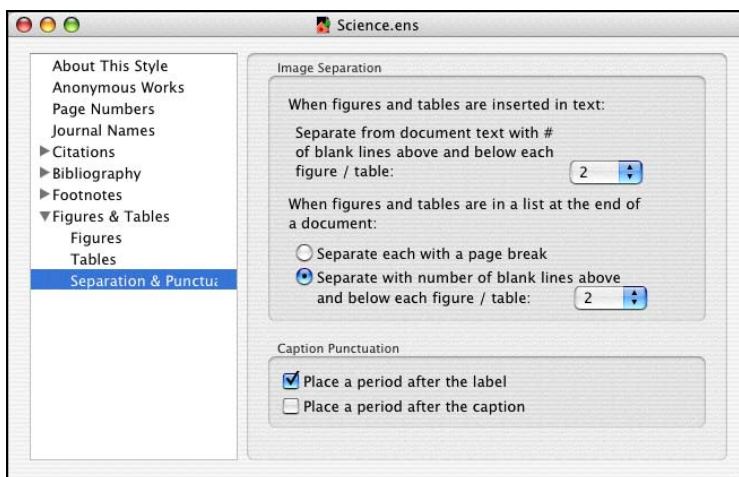 Science.ens
About This Style
Anonymous Works
Page Numbers
Journal Names
Citations
Bibliography
Footnotes
Figures & Tables
Figures
Tables
Separation & Punctua
Image Separation
When figures and tables are inserted in text:
Separate from document text with #
of blank lines above and below each
figure / table: 2
When figures and tables are in a list at the end of
a document:
Separate each with a page break
Separate with number of blank lines above
and below each figure / table: 2
Caption Punctuation
Place a period after the label
Place a period after the caption